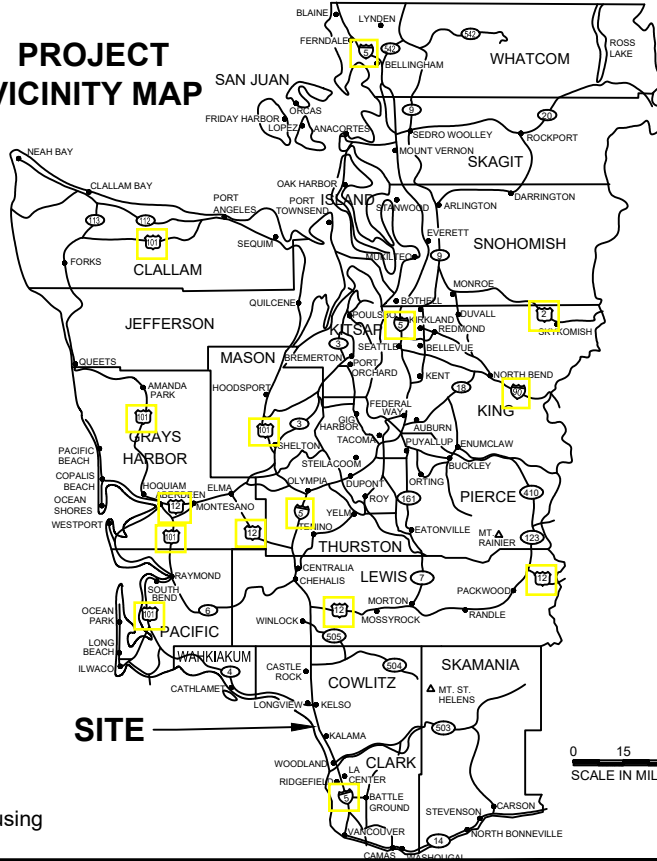 PROJECT
VICINITY MAP
BLAINE
LYNDEN
FERNDALE
5
542
542
BELLINGHAM
WHATCOM
ROSS
LAKE
SAN JUAN
ORCAS
FRIDAY HARBOR
LOPEZ
ANACORTES
9
20
SEDRO WOOLLEY
ROCKPORT
MOUNT VERNON
SKAGIT
NEAH BAY
CLALLAM BAY
OAK HARBOR
ISLAND
DARRINGTON
PORT
ANGELES
PORT
TOWNSEND
STANWOOD
ARLINGTON
113
112
101
SEQUIM
EVERETT
SNOHOMISH
MUKILTEO
9
FORKS
CLALLAM
MONROE
QUILCENE
BOTHELL
JEFFERSON
POULSBO
5
KIRKLAND
DUVALL
2
KITSAP
REDMOND
SKYKOMISH
3
SEATTLE
BELLEVUE
MASON
BREMERTON
PORT
ORCHARD
QUEETS
AMANDA
PARK
HOODSPORT
KENT
NORTH BEND
18
90
FEDERAL
WAY
KING
101
GRAYS
HARBOR
101
3
SHELTON
GIG
HARBOR
AUBURN
TACOMA
PUYALLUP
ENUMCLAW
PACIFIC
BEACH
STEILACOOM
BUCKLEY
COPALIS
BEACH
HOQUIAM
ELMA
OLYMPIA
DUPONT
ORTING
ABERDEEN
ROY
161
PIERCE
410
OCEAN
SHORES
12
MONTESANO
5
YELM
WESTPORT
TENINO
EATONVILLE
MT.
RAINIER
123
101
12
THURSTON
CENTRALIA
LEWIS
RAYMOND
CHEHALIS
7
12
SOUTH
BEND
PACKWOOD
MORTON
OCEAN
PARK
101
6
12
MOSSYROCK
RANDLE
PACIFIC
WINLOCK
505
LONG
BEACH
WAHKIAKUM
504
SKAMANIA
ILWACO
4
CASTLE
ROCK
CATHLAMET
COWLITZ
MT. ST.
HELENS
LONGVIEW
KELSO
SITE
503
KALAMA
0 15
SCALE IN MIL
WOODLAND
CLARK
LA
CENTER
RIDGEFIELD
5
BATTLE
GROUND
CARSON
STEVENSON
using
VANCOUVER
NORTH BONNEVILLE
14
CAMAS
WASHOUGAL